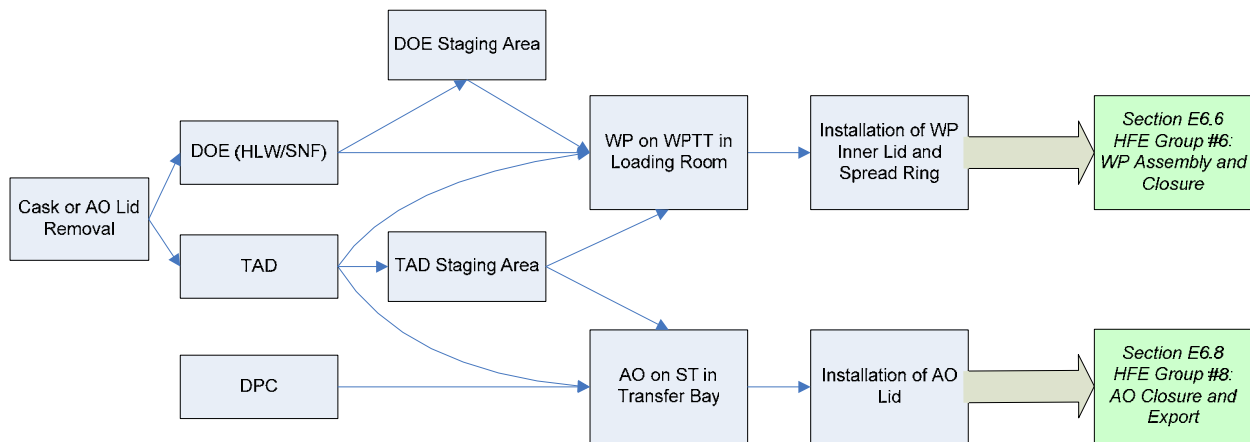 DOE Staging Area
DOE (HLW/SNF)
Cask or AO Lid
Removal
TAD
TAD Staging Area
DPC
WP on WPTT in
Loading Room
Installation of WP
Inner Lid and
Spread Ring
Section E6.6
HFE Group #6:
WP Assembly and
Closure
AO on ST in
Transfer Bay
Installation of AO
Lid
Section E6.8
HFE Group #8:
AO Closure and
Export